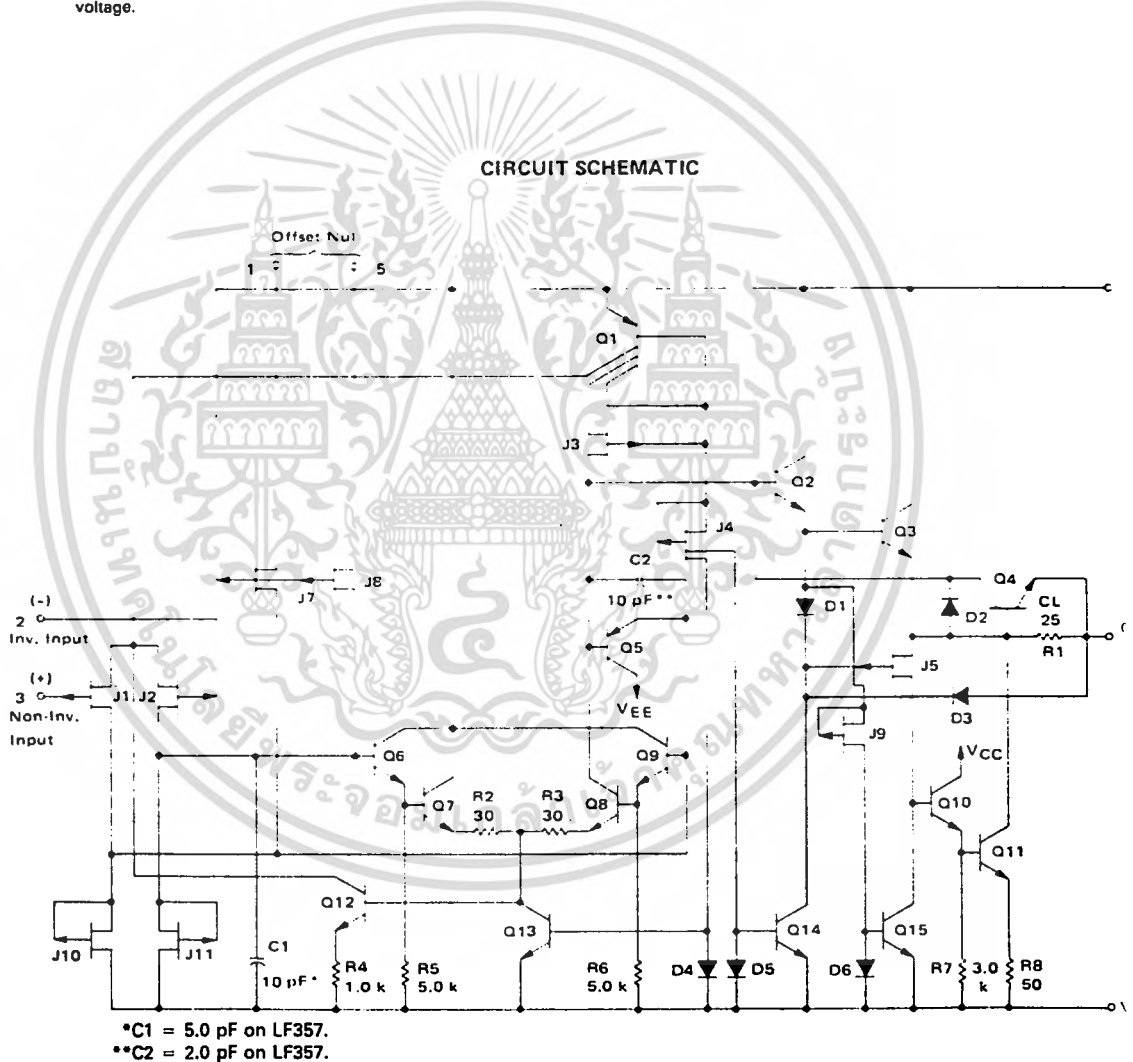 voltage.
CIRCUIT SCHEMATIC
Offset Nul
1 5
Q1
J3
Q2
J4
Q3
C2
10 pF**
J7
J8
Q4
D1
D2
CL
25
R1
J5
(-)
2
Inv. Input
(+)
3
Non-Inv.
Input
J1 J2
Q5
VEE
D3
J9
VCC
Q6
Q9
Q7
R2
30
R3
30
Q8
Q10
Q11
Q12
Q13
Q14
Q15
J10
J11
C1
10 pF*
R4
1.0 k
R5
5.0 k
R6
5.0 k
D4
D5
D6
R7
3.0
k
R8
50
*C1 = 5.0 pF on LF357.
**C2 = 2.0 pF on LF357.